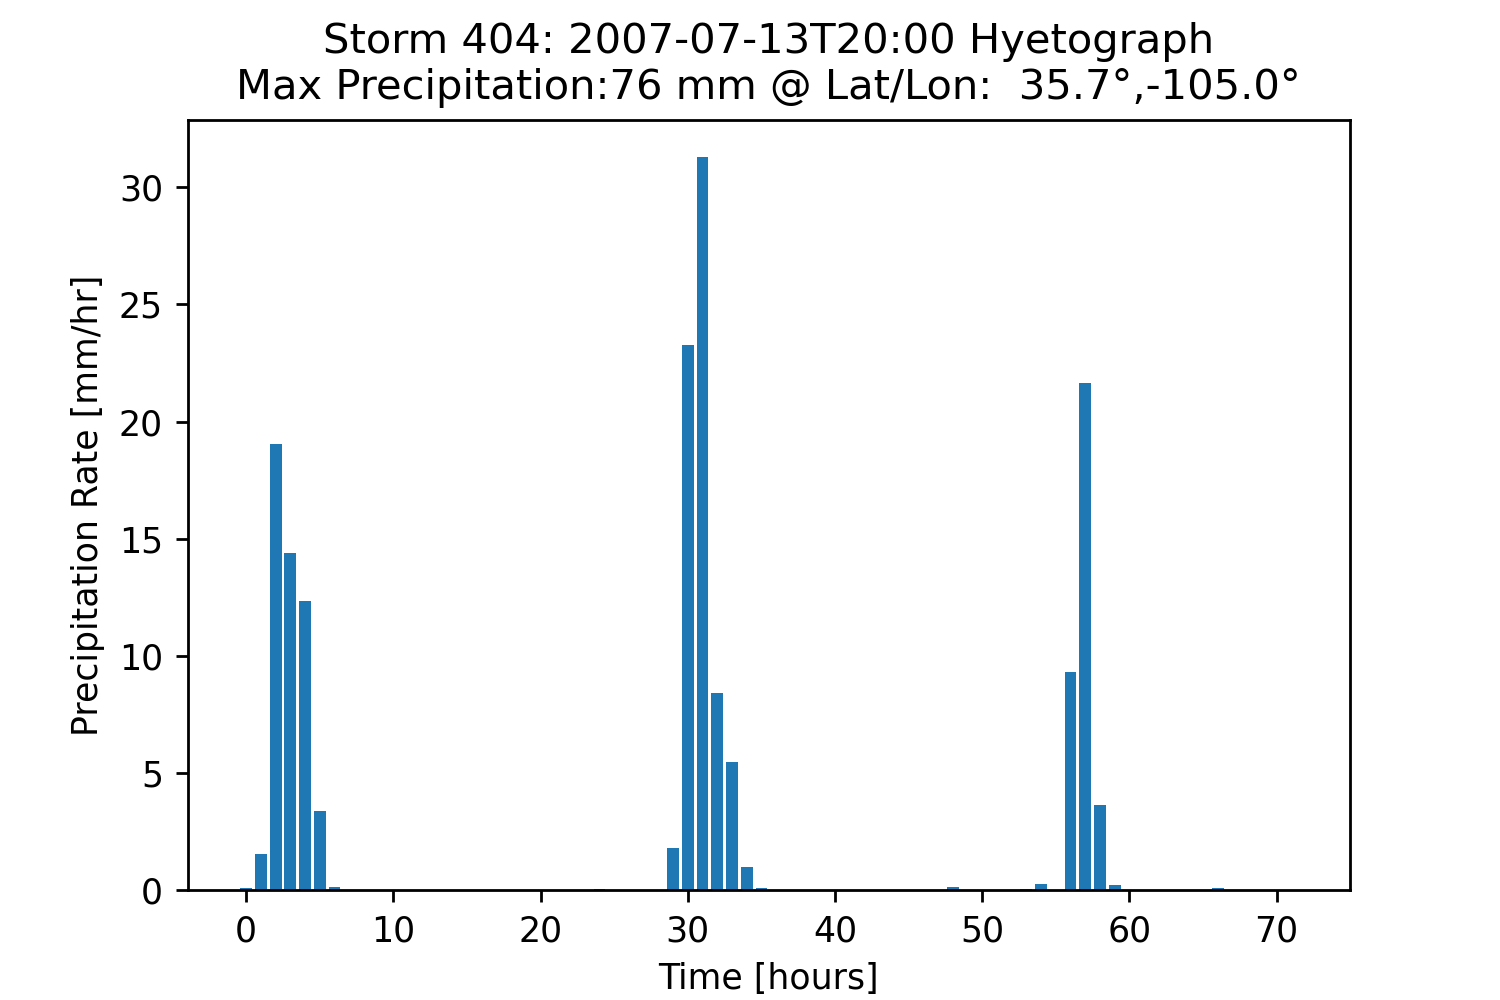 Storm 404: 2007-07-13T20:00 Hyetograph
Max Precipitation:76 mm @ Lat/Lon:  35.7°,-105.0°
Precipitation Rate [mm/hr]
30
25
20
15
10
5
0
0 10 20 30 40 50 60 70
Time [hours]